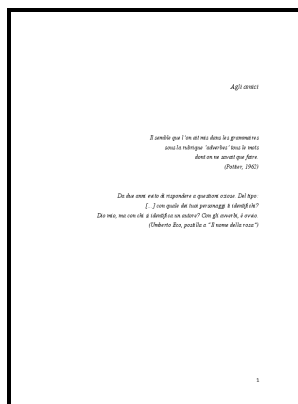 Agli amici
Il semble que l'on ait mis dans les grammaires
sous la rubrique 'adverbes' tous le mots
dont on ne savait que faire.
(Pottier, 1962)
Da due anni evito di rispondere a questioni oziose. Del tipo:
[...] con quale dei tuoi personaggi ti identifichi?
Dio mio, ma con chi si identifica un autore? Con gli avverbi, è ovvio.
(Umberto Eco, postilla a "Il nome della rosa")
1